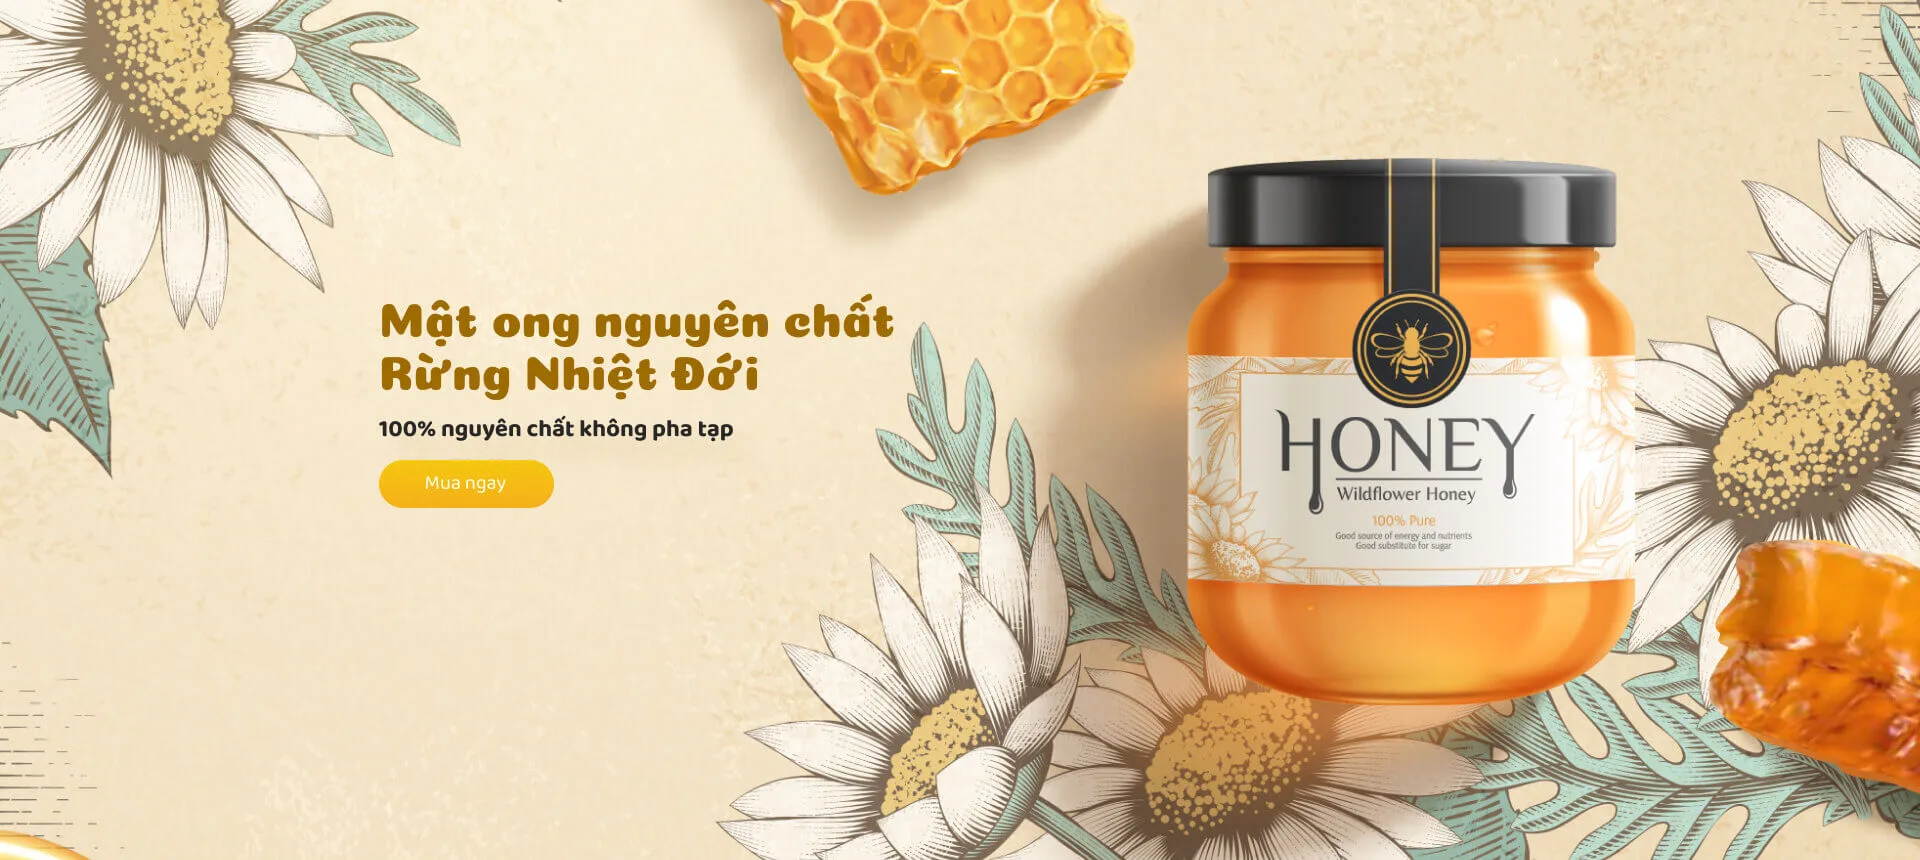 Mật ong nguyên chất
Rừng Nhiệt Đới
100% nguyên chất không pha tạp
Mua ngay
HONEY
Wildflower Honey
100% Pure
Good source of energy and nutrients
Good substitute for sugar